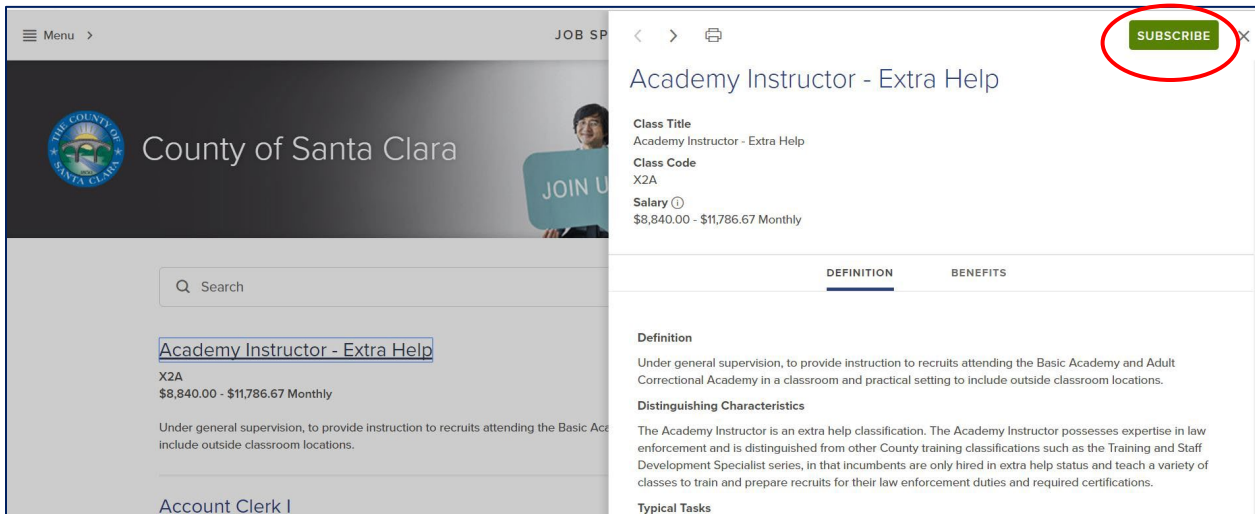 Menu
JOB SP
SUBSCRIBE
THE COUNTY OF
SANTA CLARA
County of Santa Clara
JOIN U
Search
Academy Instructor - Extra Help
X2A
$8,840.00 - $11,786.67 Monthly
Under general supervision, to provide instruction to recruits attending the Basic Aca
include outside classroom locations.
Account Clerk I
Academy Instructor - Extra Help
Class Title
Academy Instructor - Extra Help
Class Code
X2A
Salary
$8,840.00 - $11,786.67 Monthly
DEFINITION BENEFITS
Definition
Under general supervision, to provide instruction to recruits attending the Basic Academy and Adult
Correctional Academy in a classroom and practical setting to include outside classroom locations.
Distinguishing Characteristics
The Academy Instructor is an extra help classification. The Academy Instructor possesses expertise in law
enforcement and is distinguished from other County training classifications such as the Training and Staff
Development Specialist series, in that incumbents are only hired in extra help status and teach a variety of
classes to train and prepare recruits for their law enforcement duties and required certifications.
Typical Tasks